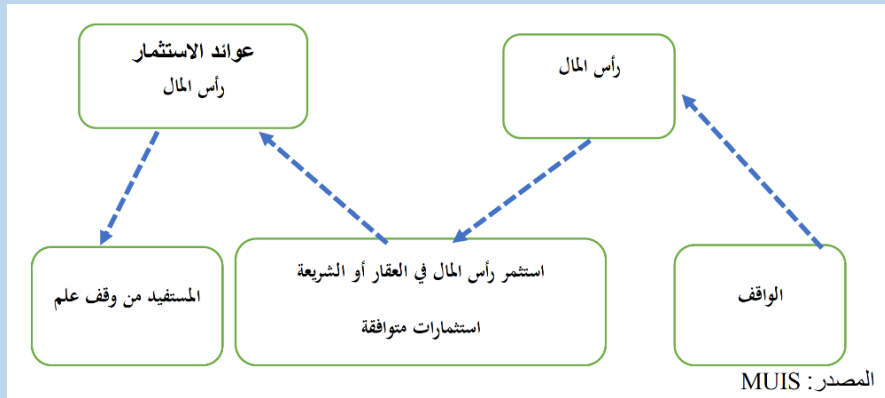 عوائد الاستثمار
رأس المال
رأس المال
المستفيد من وقف علم
استثمر رأس المال في العقار أو الشريعة
استثمارات متوافقة
الواقف
المصدر: MUIS